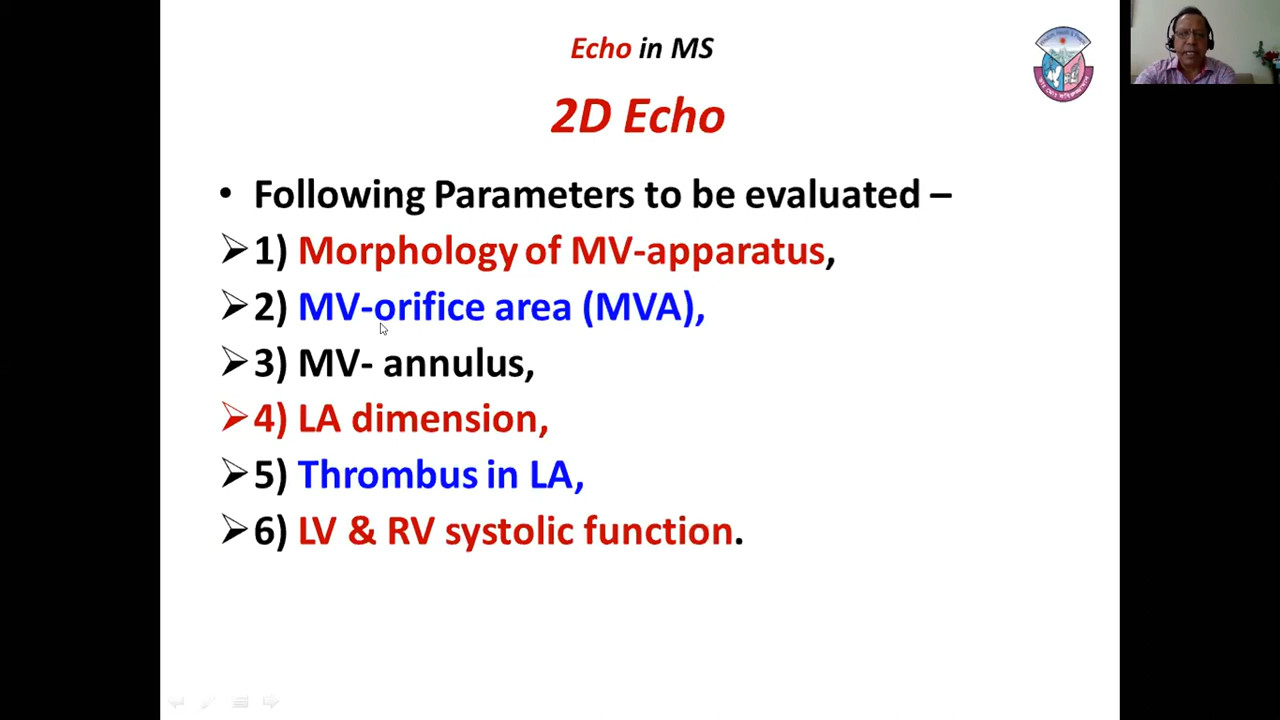 Echo in MS
2D Echo
• Following Parameters to be evaluated –
➢ 1) Morphology of MV-apparatus,
➢ 2) MV-orifice area (MVA),
➢ 3) MV- annulus,
➢ 4) LA dimension,
➢ 5) Thrombus in LA,
➢ 6) LV & RV systolic function.